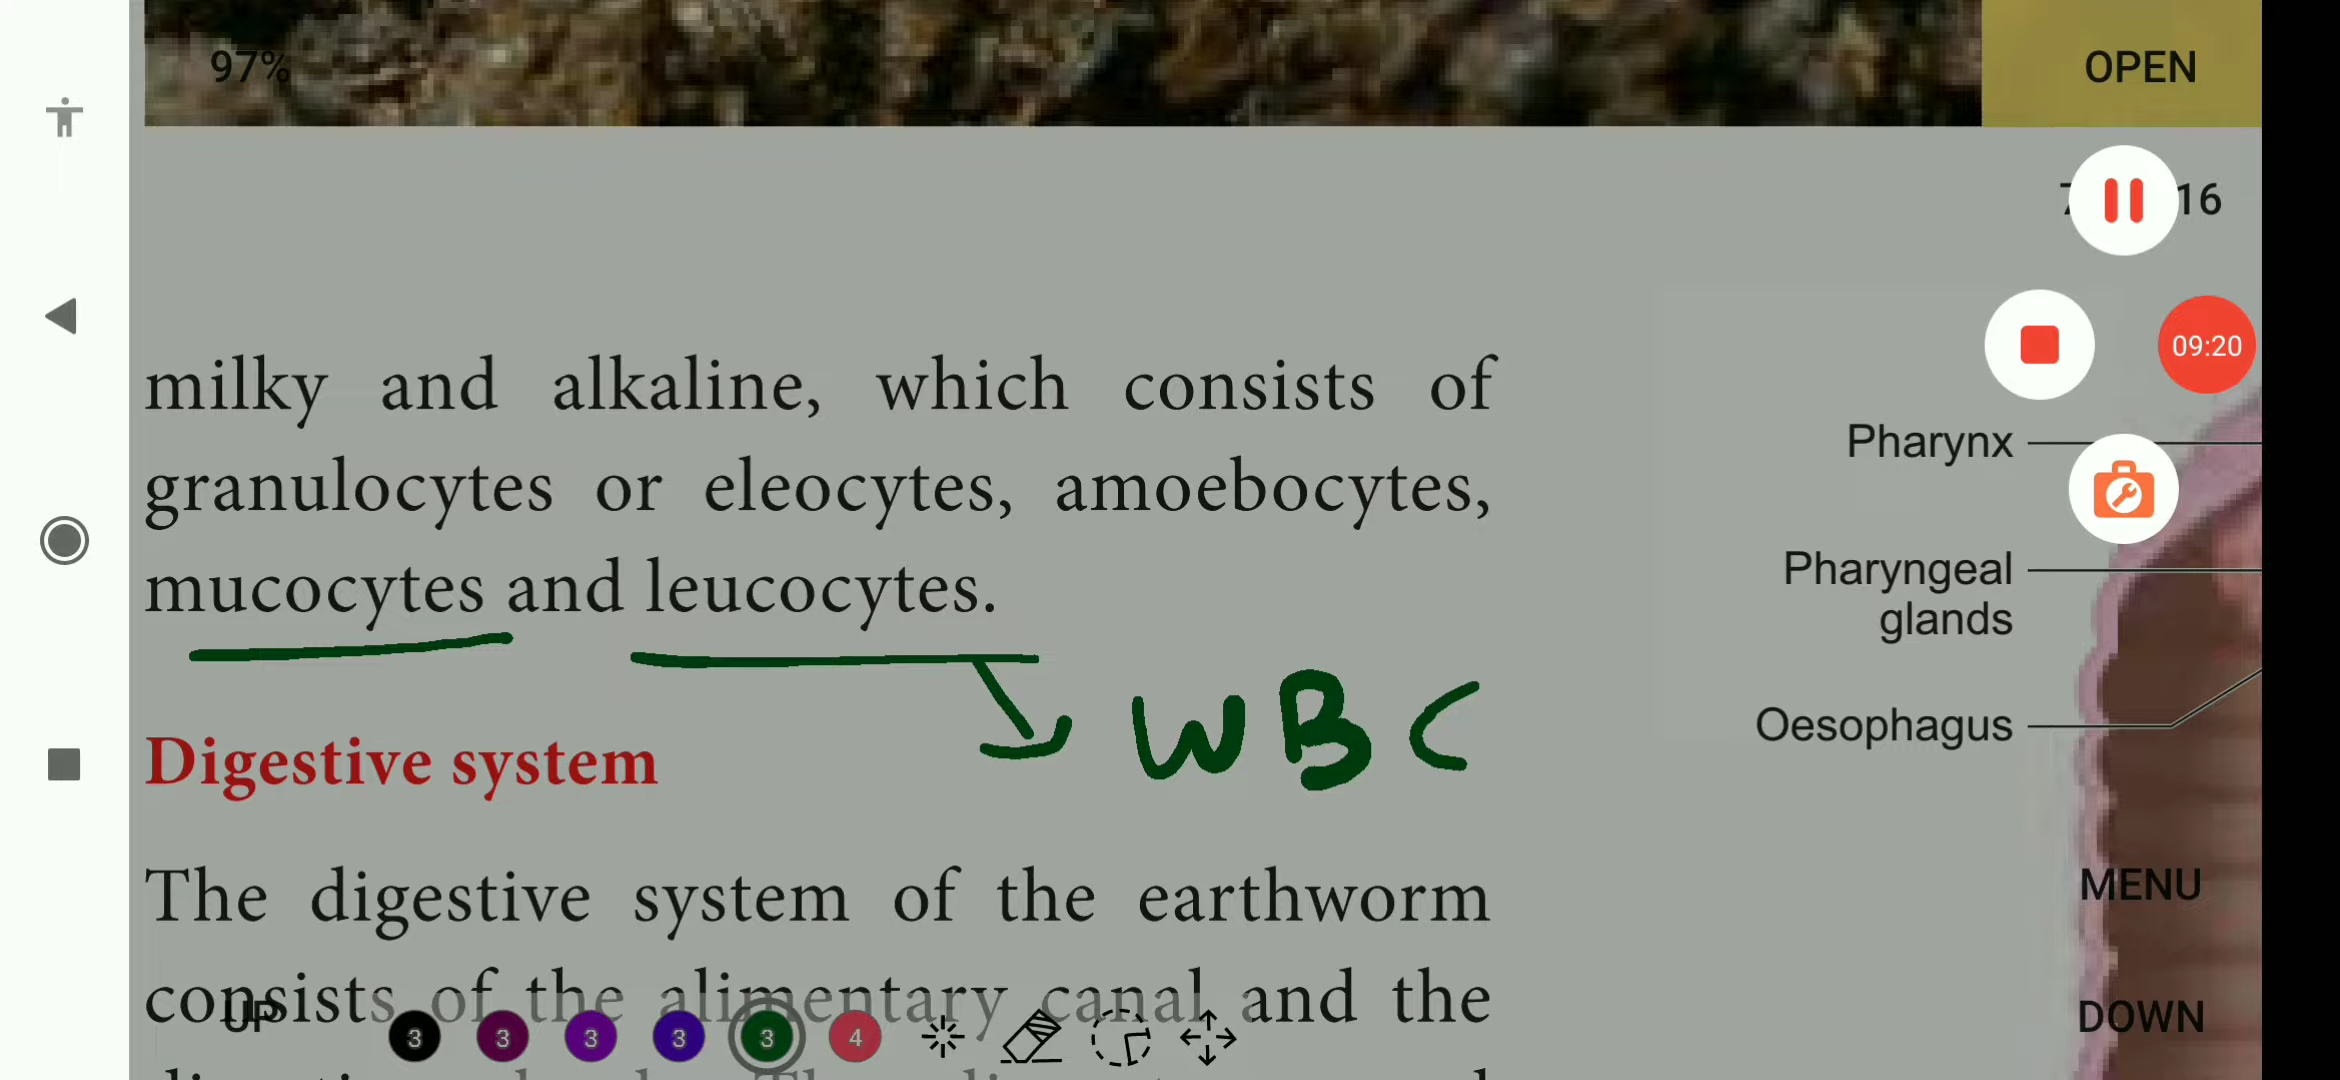 97%
OPEN
16
milky and alkaline, which consists of
granulocytes or eleocytes, amoebocytes,
mucocytes and leucocytes.
WBC
Digestive system
The digestive system of the earthworm
consists of the alimentary canal and the
09:20
Pharynx
Pharyngeal
glands
Oesophagus
MENU
UP
DOWN
3 3 3 3 3 4